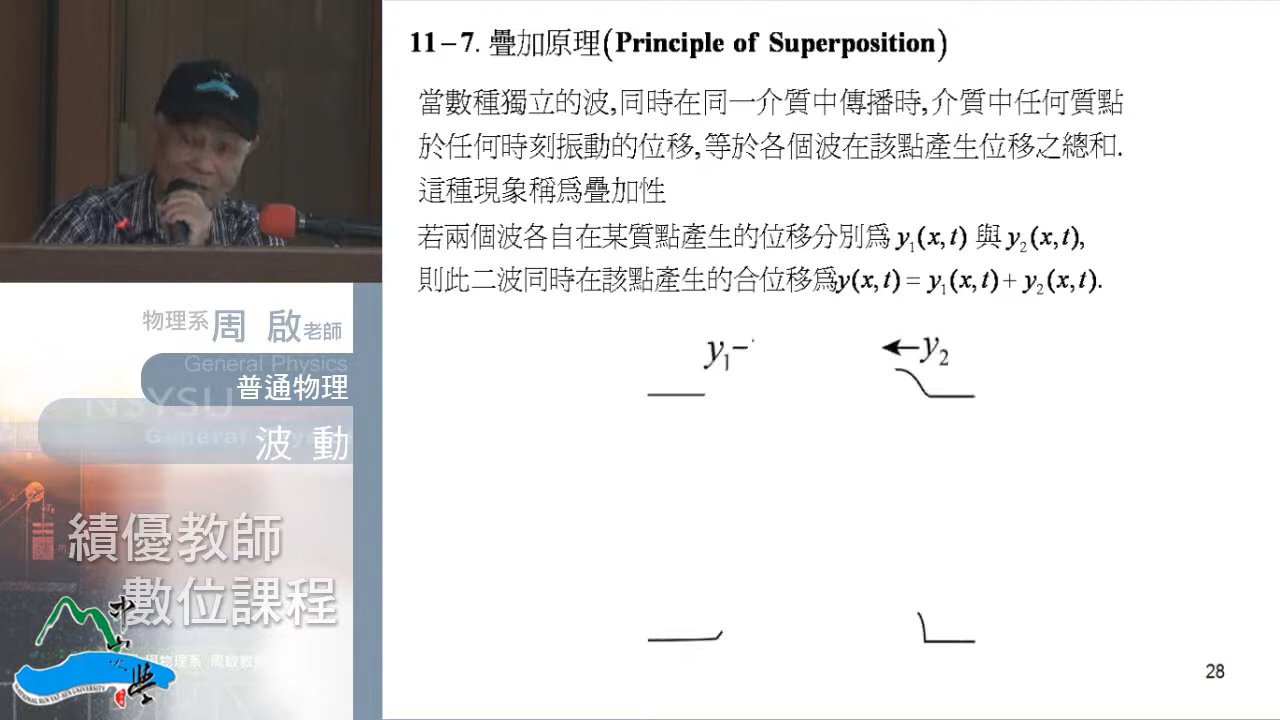 11-7. 疊加原理(Principle of Superposition)
當數種獨立的波,同時在同一介質中傳播時,介質中任何質點
於任何時刻振動的位移,等於各個波在該點產生位移之總和.
這種現象稱爲疊加性
若兩個波各自在某質點產生的位移分別爲 y₁(x,t) 與 y₂(x,t),
則此二波同時在該點產生的合位移爲y(x,t) = y₁(x,t)+ y₂(x,t).
y₁
y₂
28
物理系周 啟老師
General Physics
普通物理
NSYSU
General
波 動
績優教師
數位課程